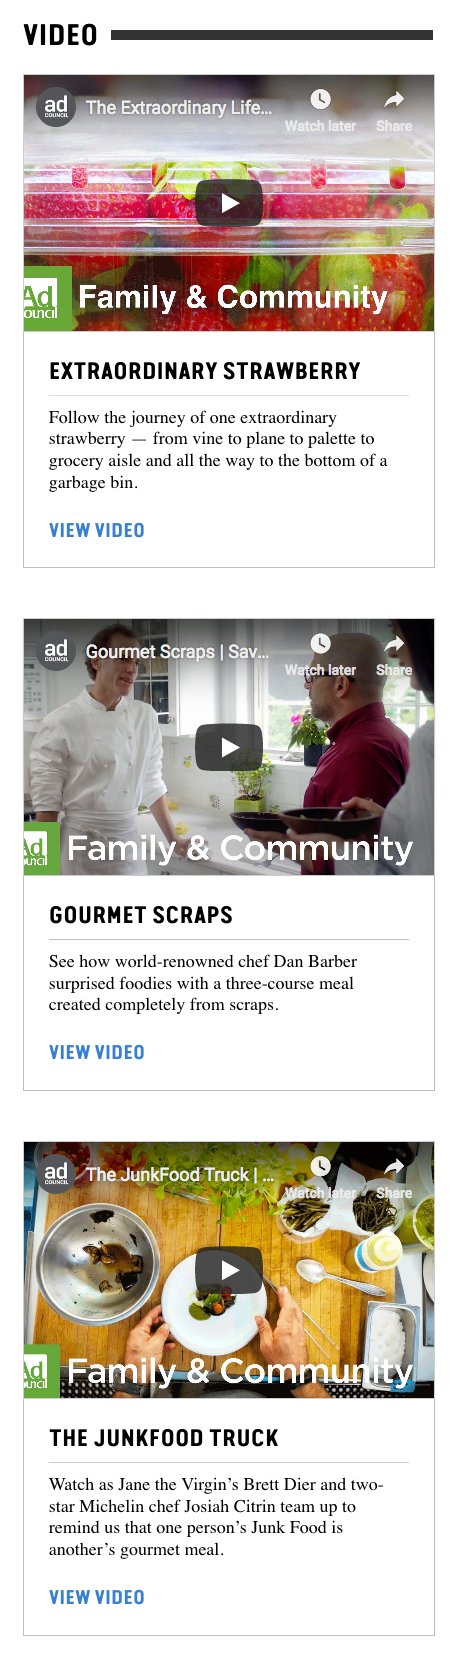 VIDEO
ad
COUNCIL
The Extraordinary Life...
Watch later
Share
Ad
ouncil
Family & Community
EXTRAORDINARY STRAWBERRY
Follow the journey of one extraordinary
strawberry — from vine to plane to palette to
grocery aisle and all the way to the bottom of a
garbage bin.
VIEW VIDEO
ad
COUNCIL
Gourmet Scraps | Sav...
Watch later
Share
Ad
uncil
Family & Community
GOURMET SCRAPS
See how world-renowned chef Dan Barber
surprised foodies with a three-course meal
created completely from scraps.
VIEW VIDEO
ad
COUNCIL
The JunkFood Truck | ...
Watch later
Share
Ad
uncil
Family & Community
THE JUNKFOOD TRUCK
Watch as Jane the Virgin’s Brett Dier and two-
star Michelin chef Josiah Citrin team up to
remind us that one person’s Junk Food is
another’s gourmet meal.
VIEW VIDEO